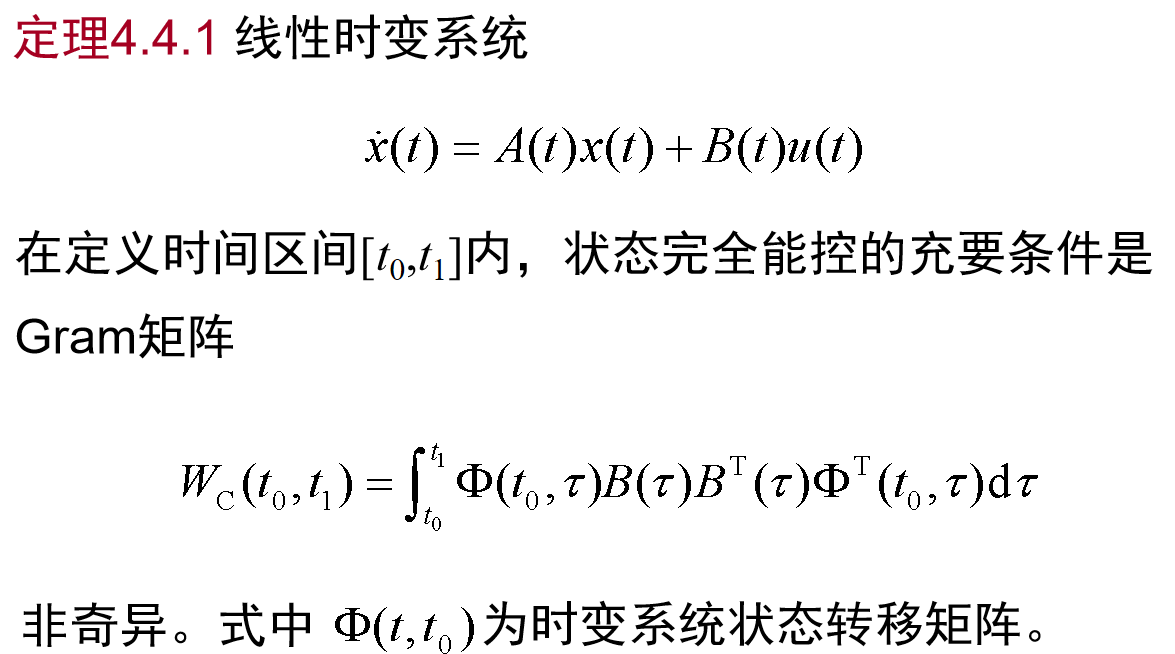 定理4.4.1 线性时变系统
ẋ(t) = A(t)x(t) + B(t)u(t)
在定义时间区间[t₀,t₁]内，状态完全能控的充要条件是
Gram矩阵
W_C(t₀,t₁) = ∫_{t₀}^{t₁} Φ(t₀,τ)B(τ)Bᵀ(τ)Φᵀ(t₀,τ)dτ
非奇异。式中 Φ(t,t₀)为时变系统状态转移矩阵。